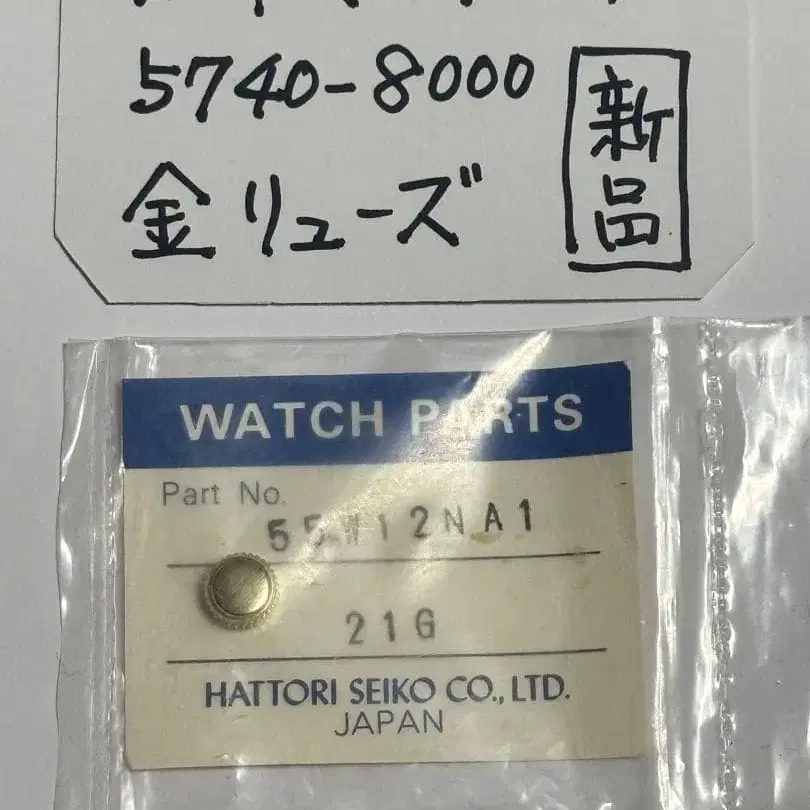 5740-8000
金リューズ
新品
WATCH PARTS
Part No.
55W12NA1
21G
HATTORI SEIKO CO., LTD.
JAPAN